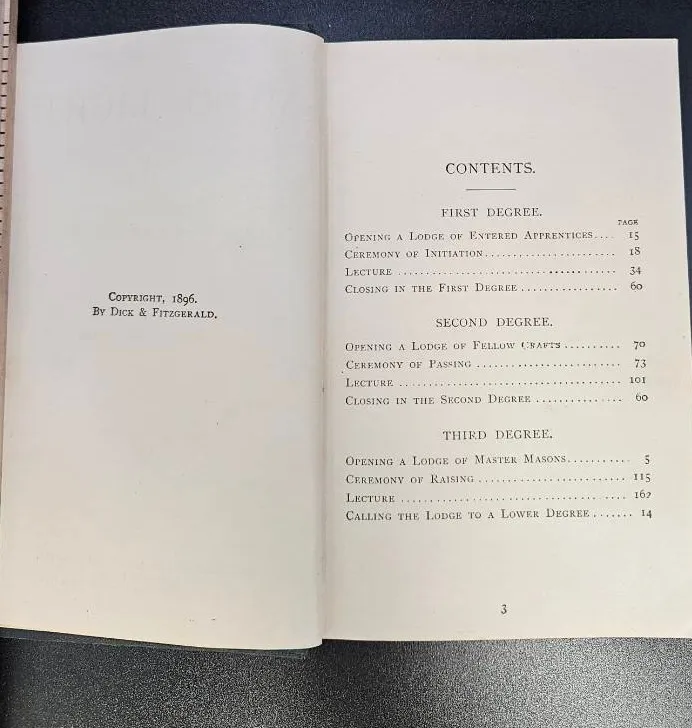 Copyright, 1896.
By Dick & Fitzgerald.
CONTENTS.
FIRST DEGREE.
PAGE
Opening a Lodge of Entered Apprentices.... 15
Ceremony of Initiation...................... 18
Lecture ..................................... 34
Closing in the First Degree ................ 60
SECOND DEGREE.
Opening a Lodge of Fellow Crafts .......... 70
Ceremony of Passing ........................ 73
Lecture ..................................... 101
Closing in the Second Degree .............. 60
THIRD DEGREE.
Opening a Lodge of Master Masons........... 5
Ceremony of Raising ........................ 115
Lecture ..................................... 162
Calling the Lodge to a Lower Degree ....... 14
3